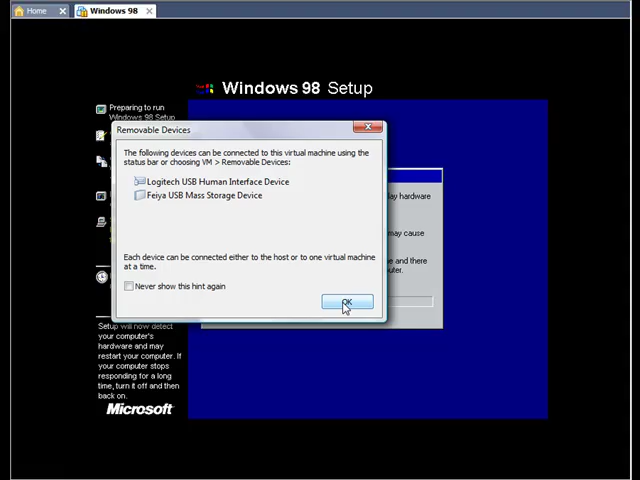 Home
Windows 98
Windows 98 Setup
Preparing to run
Windows 98 Setup
Removable Devices
The following devices can be connected to this virtual machine using the
status bar or choosing VM > Removable Devices:
Logitech USB Human Interface Device
Feiya USB Mass Storage Device
Each device can be connected either to the host or to one virtual machine
at a time.
Never show this hint again
OK
lay hardware
may cause
e and there
outer.
Setup will now detect
your computer's
hardware and may
restart your computer. If
your computer stops
responding for a long
time, turn it off and then
back on.
Microsoft